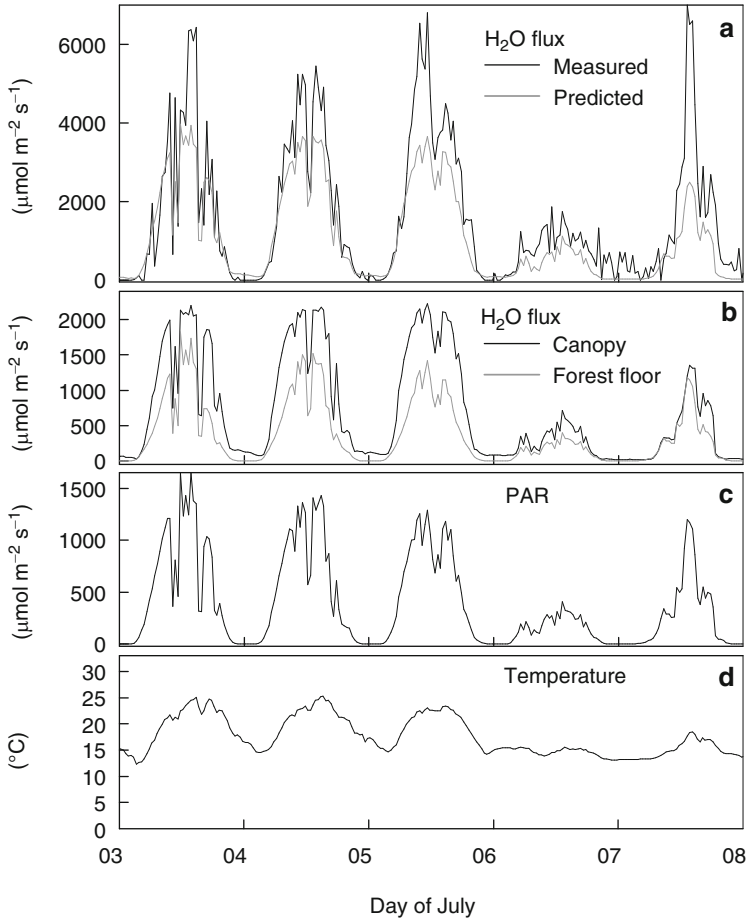 a
H₂O flux
Measured
Predicted
(μmol m⁻² s⁻¹)
6000
4000
2000
0
b
H₂O flux
Canopy
Forest floor
(μmol m⁻² s⁻¹)
2000
1500
1000
500
0
c
PAR
(μmol m⁻² s⁻¹)
1500
1000
500
0
d
Temperature
(°C)
30
25
20
15
10
5
0
03 04 05 06 07 08
Day of July